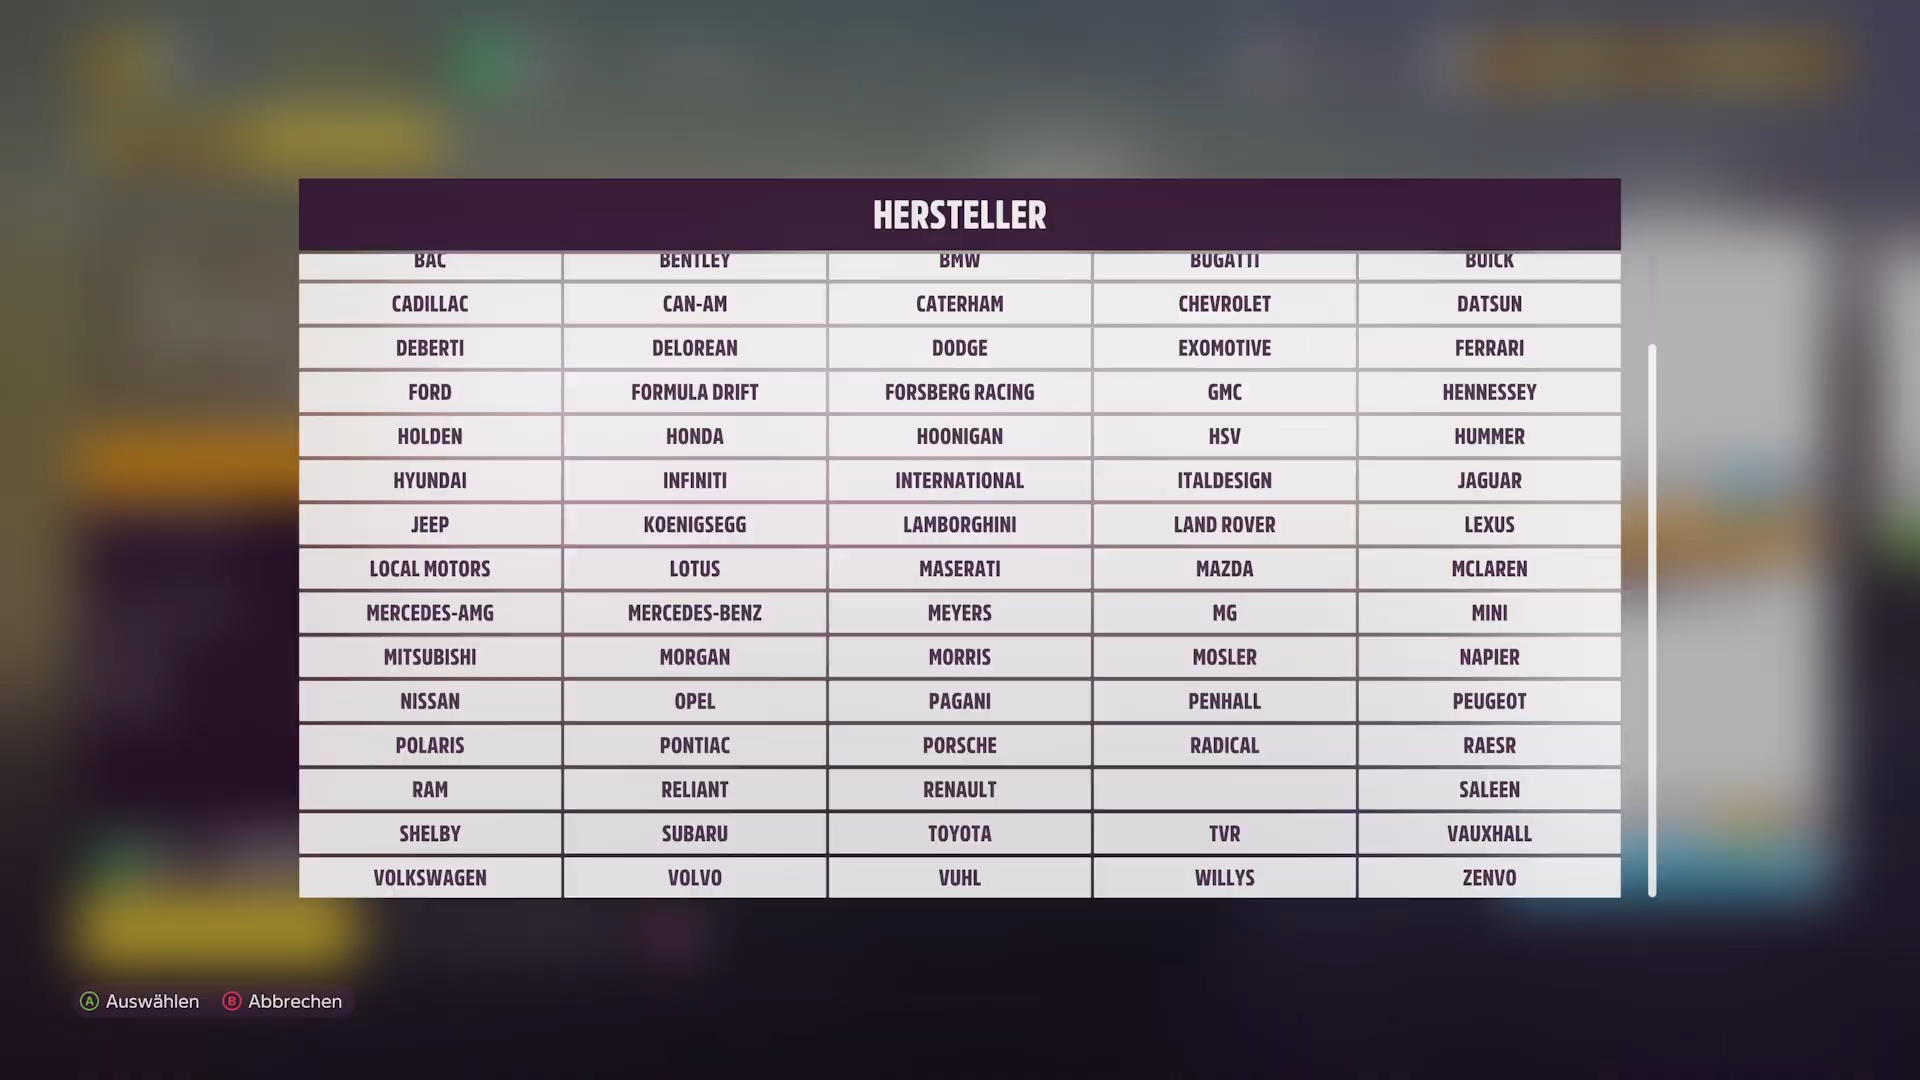 HERSTELLER
BAC BENTLEY BMW BUGATTI BUICK
CADILLAC CAN-AM CATERHAM CHEVROLET DATSUN
DEBERTI DELOREAN DODGE EXOMOTIVE FERRARI
FORD FORMULA DRIFT FORSBERG RACING GMC HENNESSEY
HOLDEN HONDA HOONIGAN HSV HUMMER
HYUNDAI INFINITI INTERNATIONAL ITALDESIGN JAGUAR
JEEP KOENIGSEGG LAMBORGHINI LAND ROVER LEXUS
LOCAL MOTORS LOTUS MASERATI MAZDA MCLAREN
MERCEDES-AMG MERCEDES-BENZ MEYERS MG MINI
MITSUBISHI MORGAN MORRIS MOSLER NAPIER
NISSAN OPEL PAGANI PENHALL PEUGEOT
POLARIS PONTIAC PORSCHE RADICAL RAESR
RAM RELIANT RENAULT SALEEN
SHELBY SUBARU TOYOTA TVR VAUXHALL
VOLKSWAGEN VOLVO VUHL WILLYS ZENVO
A Auswählen B Abbrechen